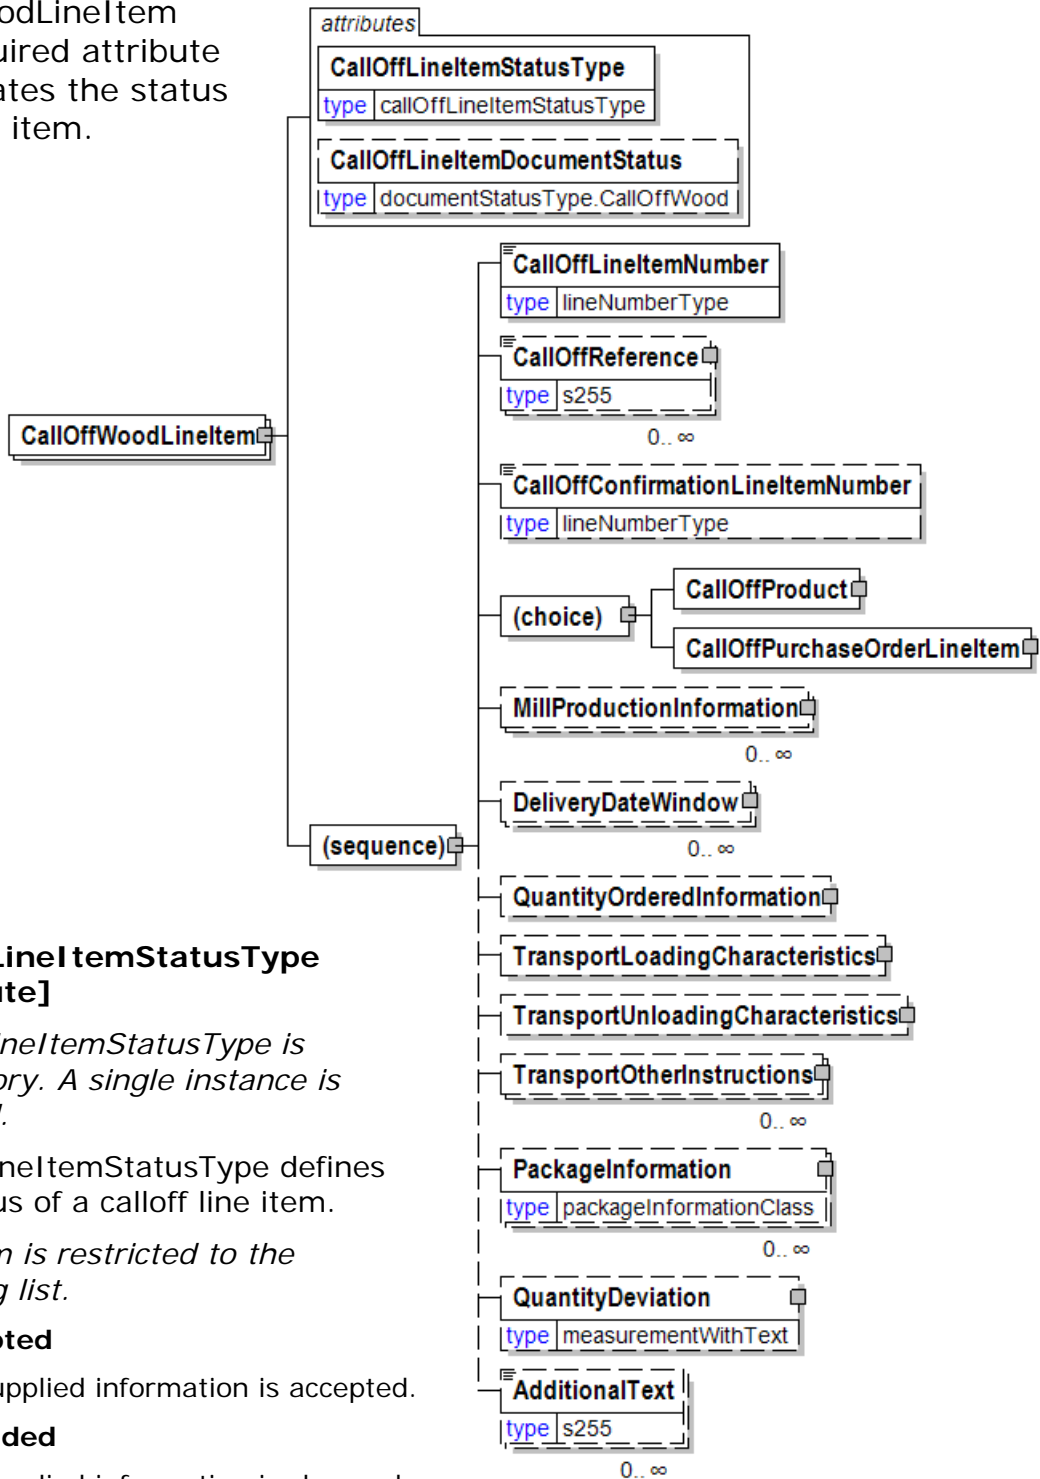 odLineItem
uired attribute
ates the status
item.
attributes
CallOffLineItemStatusType
type callOffLineItemStatusType
CallOffLineItemDocumentStatus
type documentStatusType.CallOffWood
CallOffLineItemNumber
type lineNumberType
CallOffReference
type s255
0.. ∞
CallOffWoodLineItem
CallOffConfirmationLineItemNumber
type lineNumberType
(choice)
CallOffProduct
CallOffPurchaseOrderLineItem
MillProductionInformation
0.. ∞
DeliveryDateWindow
0.. ∞
(sequence)
QuantityOrderedInformation
TransportLoadingCharacteristics
TransportUnloadingCharacteristics
TransportOtherInstructions
0.. ∞
PackageInformation
type packageInformationClass
0.. ∞
QuantityDeviation
type measurementWithText
AdditionalText
type s255
0.. ∞
LineItemStatusType
ute]
ineItemStatusType is
ory. A single instance is
d.
ineItemStatusType defines
us of a calloff line item.
m is restricted to the
g list.
pted
upplied information is accepted.
ded